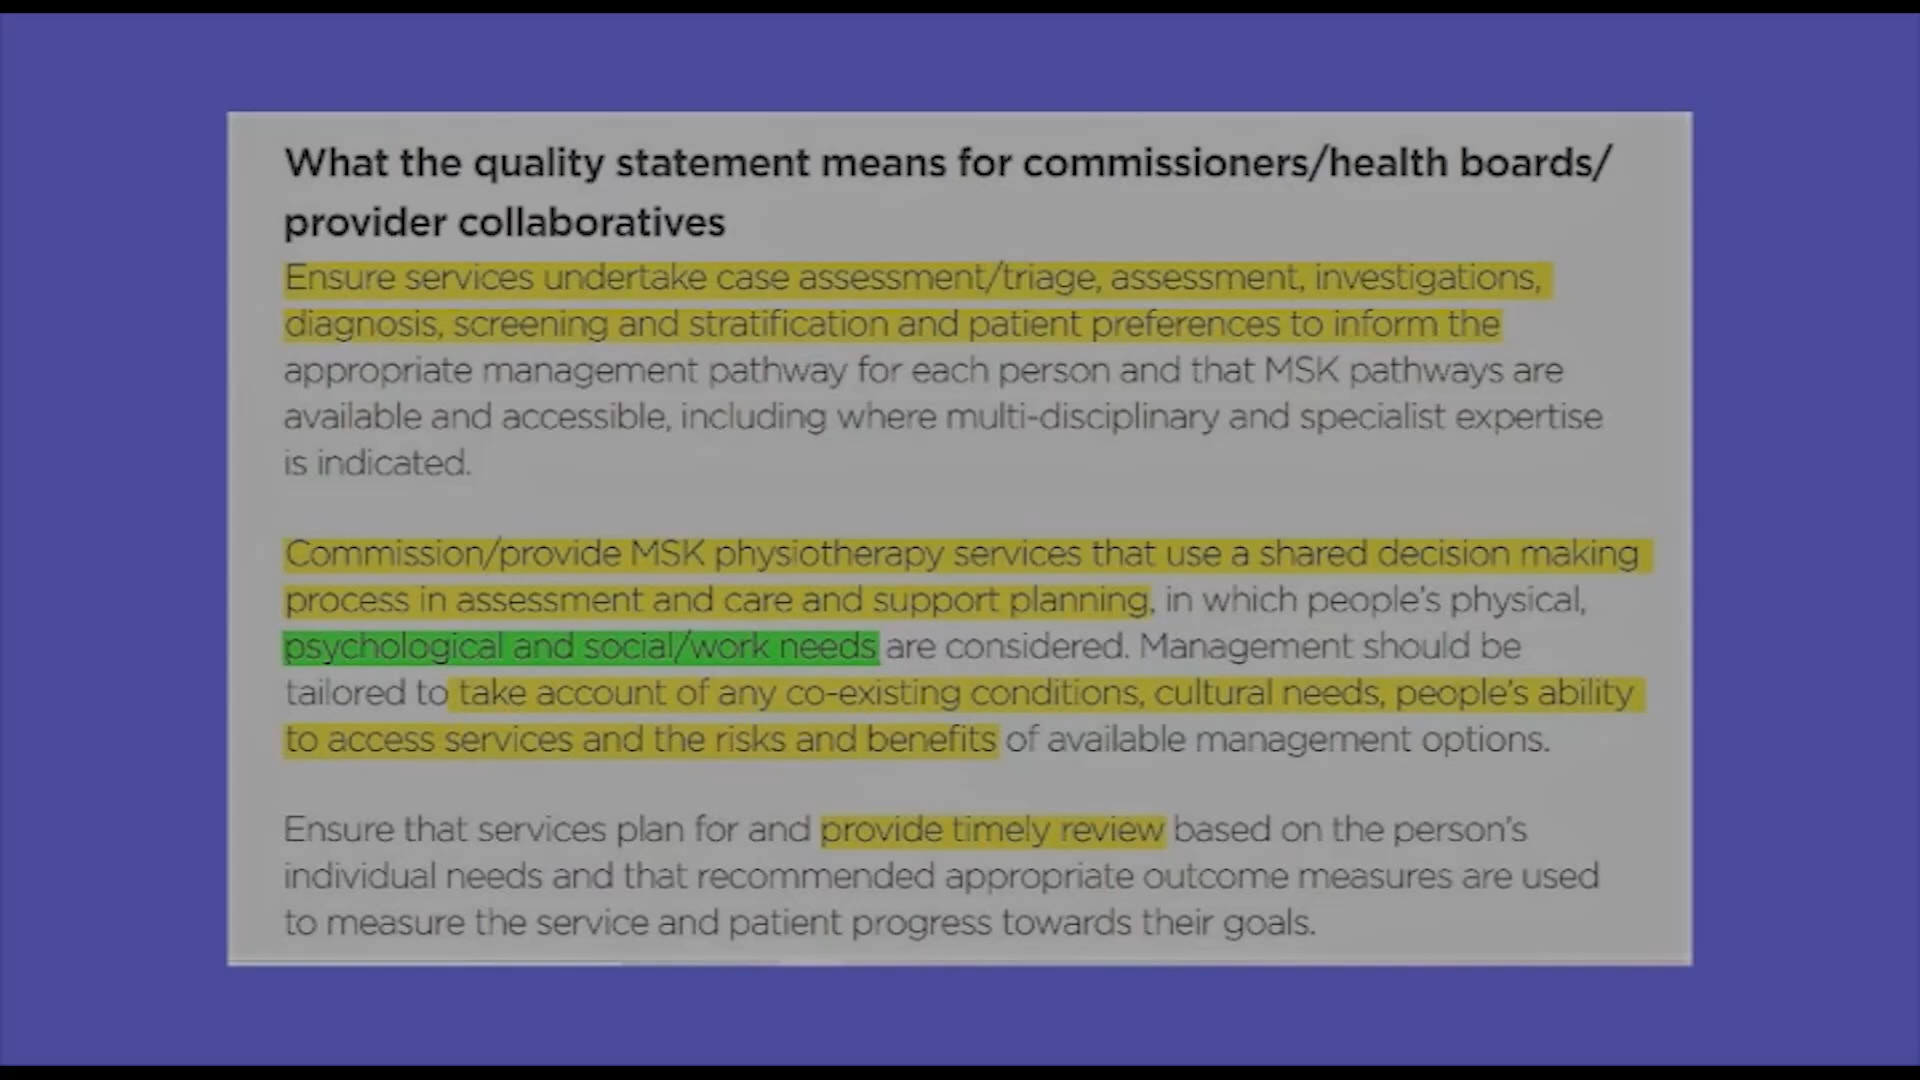 What the quality statement means for commissioners/health boards/
provider collaboratives
Ensure services undertake case assessment/triage, assessment, investigations,
diagnosis, screening and stratification and patient preferences to inform the
appropriate management pathway for each person and that MSK pathways are
available and accessible, including where multi-disciplinary and specialist expertise
is indicated.
Commission/provide MSK physiotherapy services that use a shared decision making
process in assessment and care and support planning, in which people's physical,
psychological and social/work needs are considered. Management should be
tailored to take account of any co-existing conditions, cultural needs, people's ability
to access services and the risks and benefits of available management options.
Ensure that services plan for and provide timely review based on the person's
individual needs and that recommended appropriate outcome measures are used
to measure the service and patient progress towards their goals.